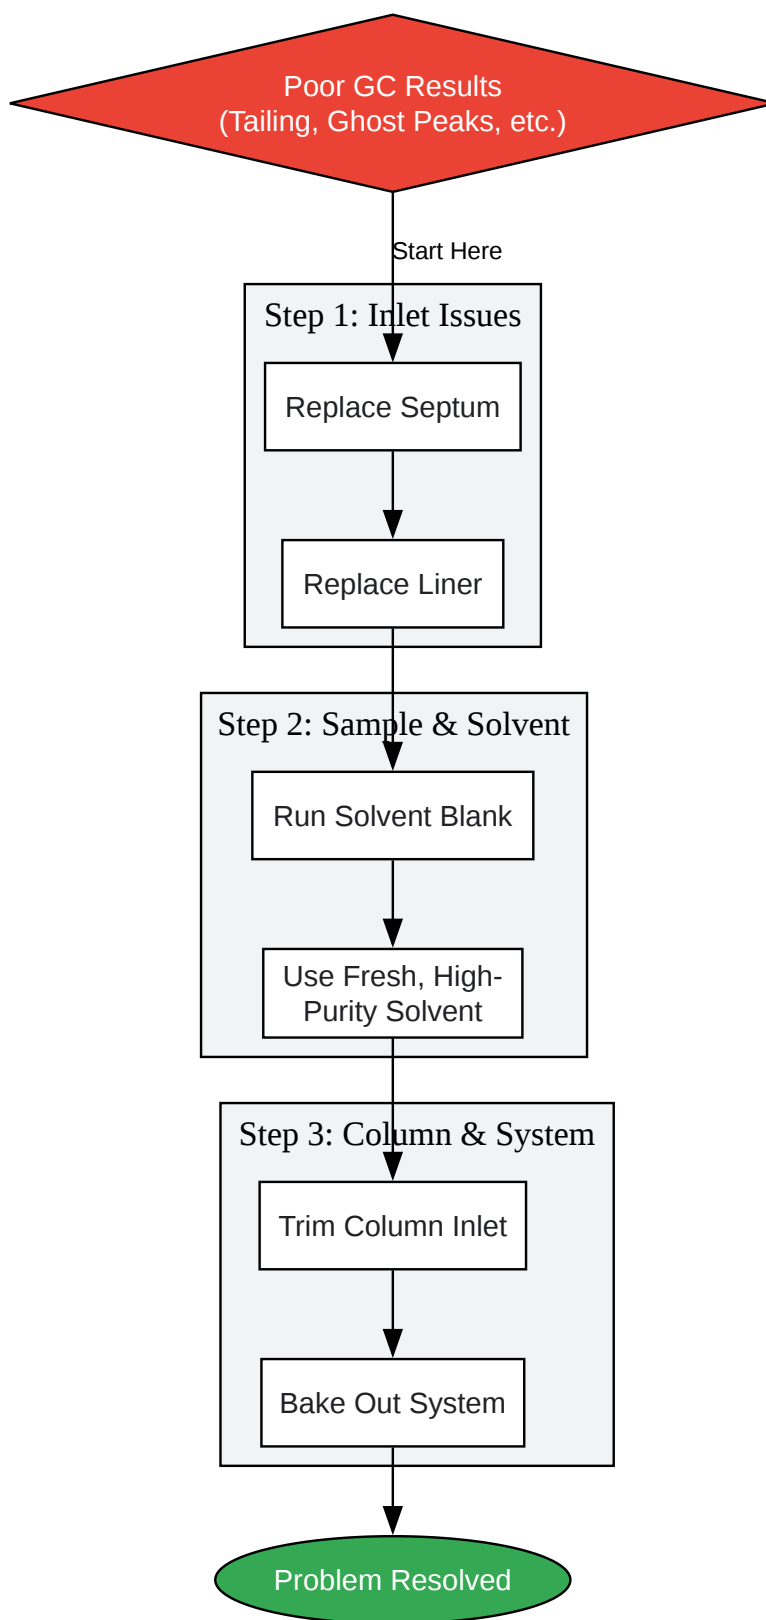 Poor GC Results
(Tailing, Ghost Peaks, etc.)
Start Here
Step 1: Inlet Issues
Replace Septum
Replace Liner
Step 2: Sample & Solvent
Run Solvent Blank
Use Fresh, High-
Purity Solvent
Step 3: Column & System
Trim Column Inlet
Bake Out System
Problem Resolved